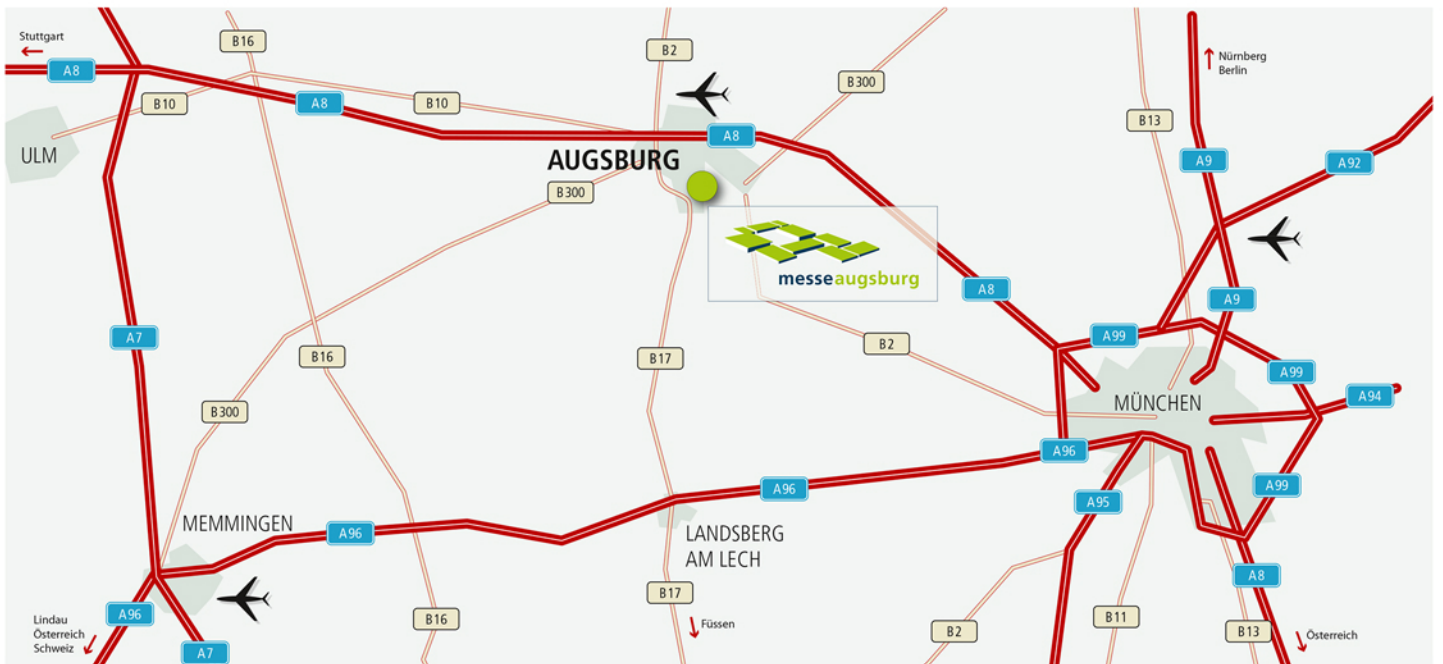 Stuttgart
A8
B16
B2
Nürnberg
Berlin
B10
A8
B10
B300
B13
A8
ULM
AUGSBURG
A9
A92
B300
messeaugsburg
A8
A9
A7
B16
B17
B2
A99
A99
A94
MÜNCHEN
B300
A96
A96
A95
A99
MEMMINGEN
A96
LANDSBERG
AM LECH
A8
B17
A96
Lindau
Österreich
Schweiz
B16
Füssen
B2
B11
B13
Österreich
A7